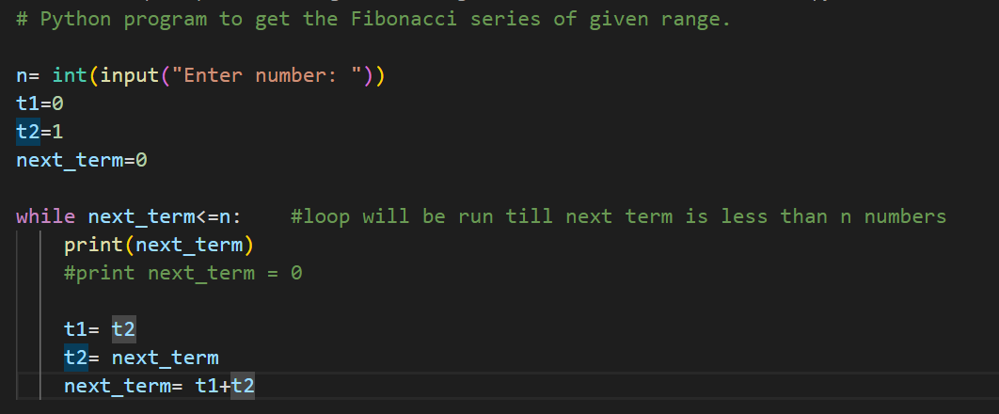 # Python program to get the Fibonacci series of given range.
n= int(input("Enter number: "))
t1=0
t2=1
next_term=0
while next_term<=n:    #loop will be run till next term is less than n numbers
    print(next_term)
    #print next_term = 0
    t1= t2
    t2= next_term
    next_term= t1+t2